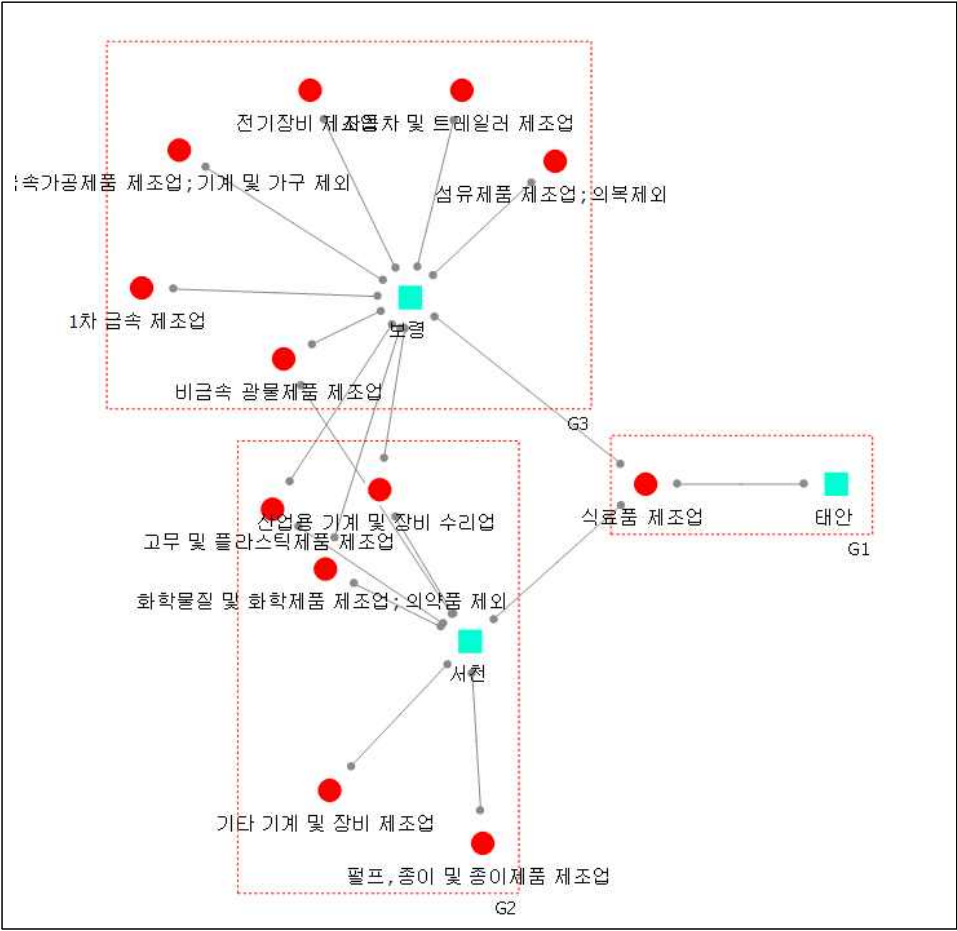 전기장비 제조업
자동차 및 트레일러 제조업
금속가공제품 제조업;기계 및 가구 제외
섬유제품 제조업;의복제외
1차 금속 제조업
보령
비금속 광물제품 제조업
G3
산업용 기계 및 장비 수리업
식료품 제조업
태안
고무 및 플라스틱제품 제조업
G1
화학물질 및 화학제품 제조업;의약품 제외
서천
기타 기계 및 장비 제조업
펄프,종이 및 종이제품 제조업
G2